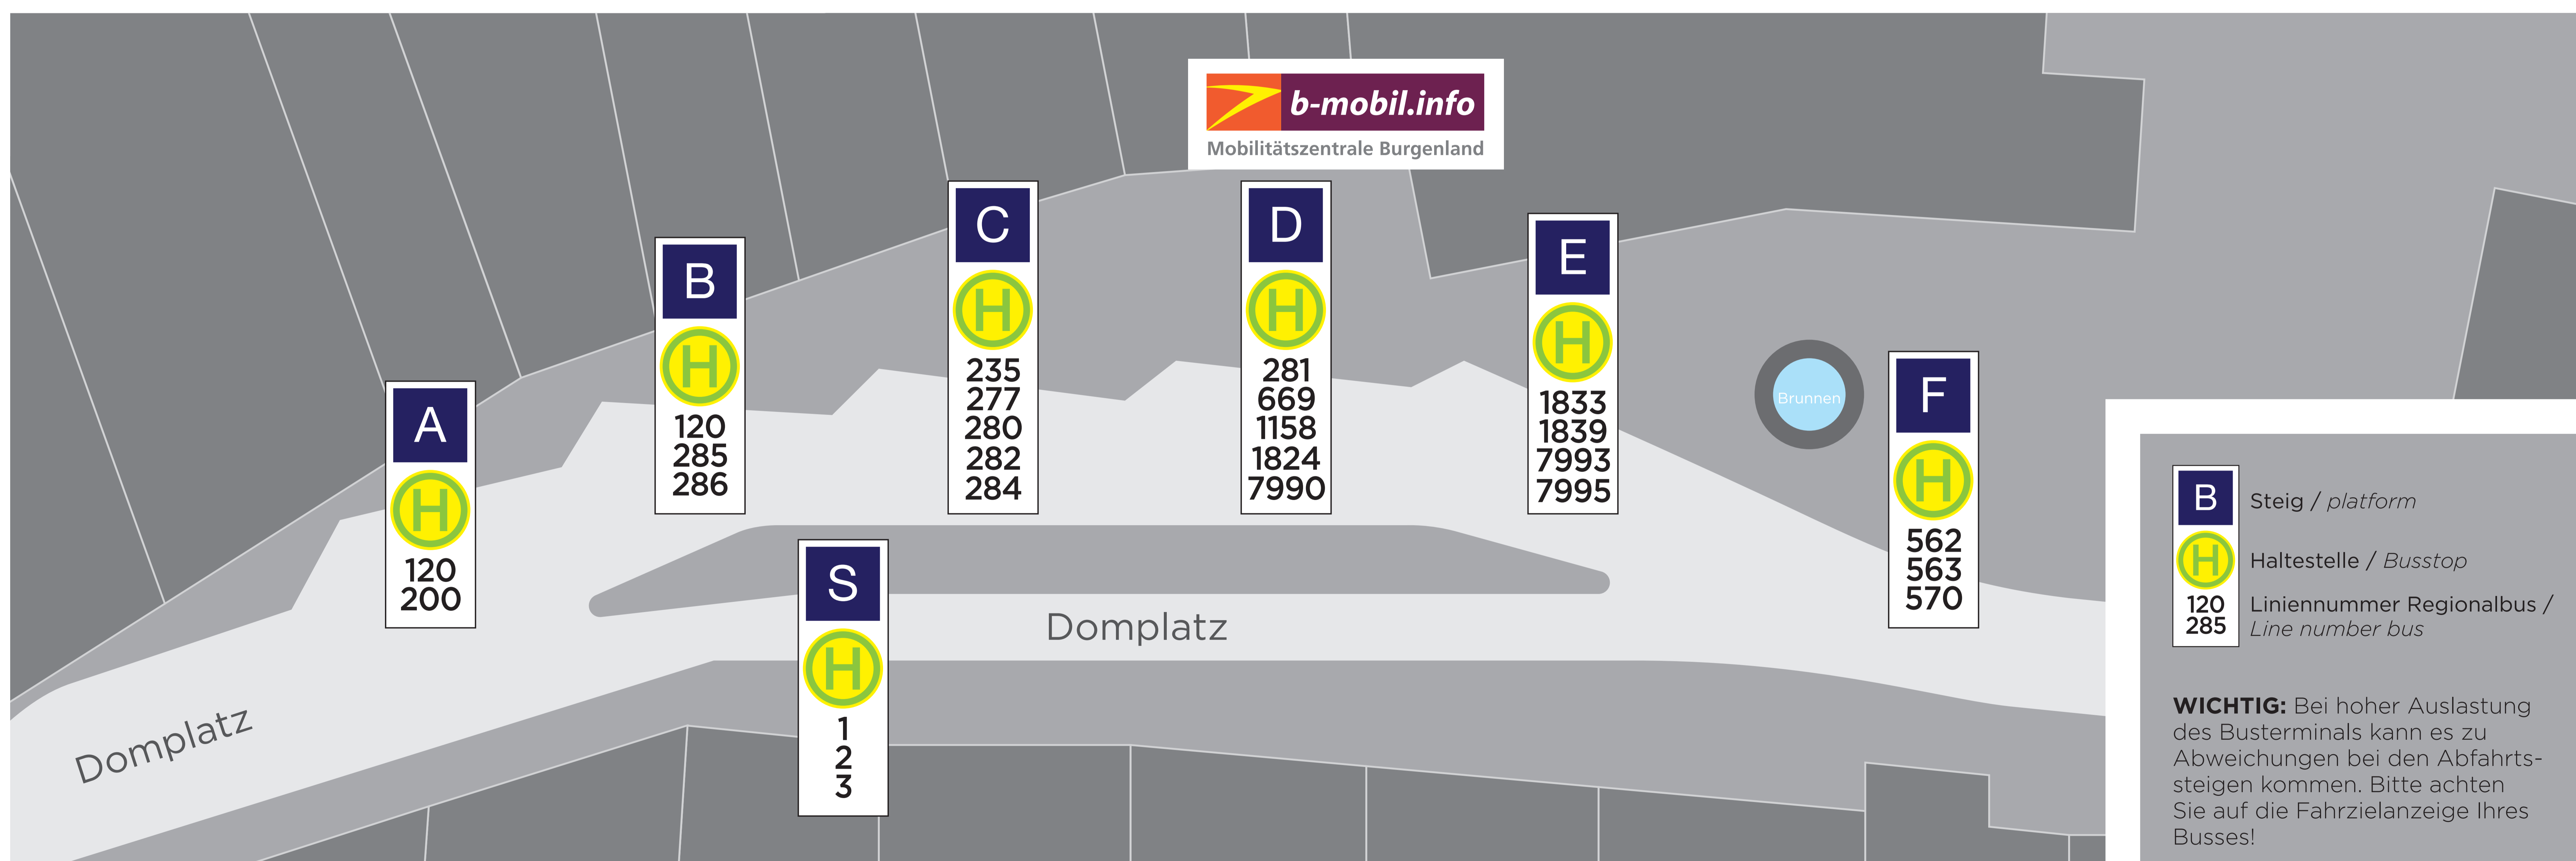 b-mobil.info
Mobilitätszentrale Burgenland
A
H
120
200
B
H
120
285
286
C
H
235
277
280
282
284
D
H
281
669
1158
1824
7990
E
H
1833
1839
7993
7995
Brunnen
F
H
562
563
570
S
H
1
2
3
Domplatz
Domplatz
B
Steig / platform
H
Haltestelle / Busstop
120
285
Liniennummer Regionalbus /
Line number bus
WICHTIG: Bei hoher Auslastung
des Busterminals kann es zu
Abweichungen bei den Abfahrts-
steigen kommen. Bitte achten
Sie auf die Fahrzielanzeige Ihres
Busses!